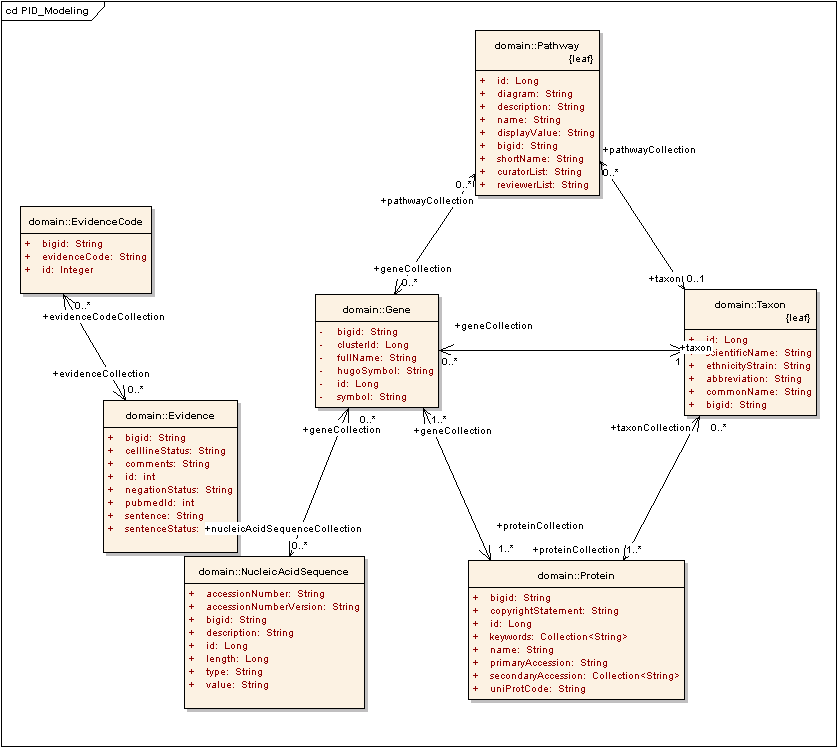 cd PID_Modeling
domain::Pathway
{leaf}
+ id: Long
+ diagram: String
+ description: String
+ name: String
+ displayValue: String
+ bigid: String
+ shortName: String
+ curatorList: String
+ reviewerList: String
+pathwayCollection
0..*
0..*
+pathwayCollection
domain::EvidenceCode
+ bigid: String
+ evidenceCode: String
+ id: Integer
0..*
+evidenceCodeCollection
+evidenceCollection
0..*
+geneCollection
0..*
+taxon 0..1
domain::Gene
- bigid: String
- clusterId: Long
- fullName: String
- hugoSymbol: String
- id: Long
- symbol: String
+geneCollection
0..*
+taxon
1
domain::Taxon
{leaf}
+ id: Long
scientificName: String
+ ethnicityStrain: String
+ abbreviation: String
+ commonName: String
+ bigid: String
domain::Evidence
+ bigid: String
+ celllineStatus: String
+ comments: String
+ id: int
+ negationStatus: String
+ pubmedId: int
+ sentence: String
+ sentenceStatus:
0..*
+geneCollection
1..*
+geneCollection
+taxonCollection 0..*
+nucleicAcidSequenceCollection
0..*
+proteinCollection
1..*
+proteinCollection 1..*
domain::NucleicAcidSequence
+ accessionNumber: String
+ accessionNumberVersion: String
+ bigid: String
+ description: String
+ id: Long
+ length: Long
+ type: String
+ value: String
domain::Protein
+ bigid: String
+ copyrightStatement: String
+ id: Long
+ keywords: Collection<String>
+ name: String
+ primaryAccession: String
+ secondaryAccession: Collection<String>
+ uniProtCode: String